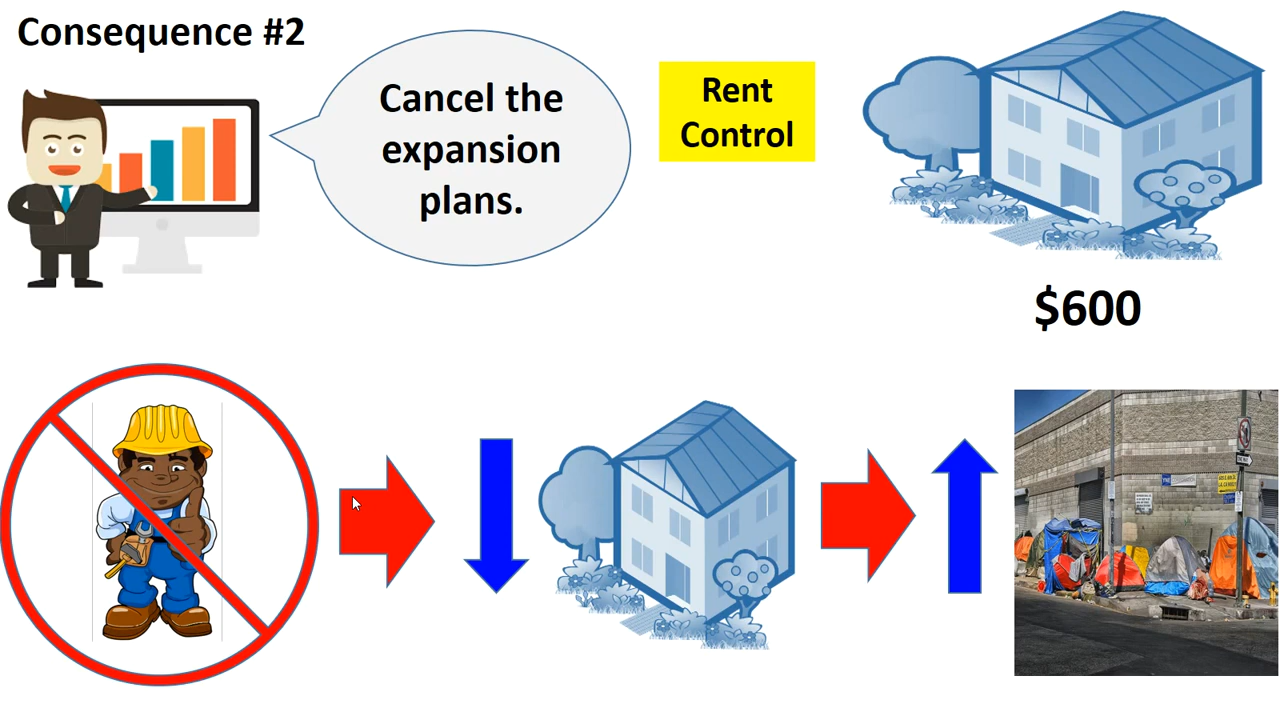 Consequence #2
Cancel the
expansion
plans.
Rent
Control
$600